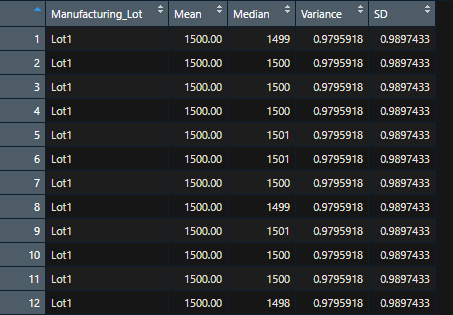 Manufacturing_Lot Mean Median Variance SD
1 Lot1 1500.00 1499 0.9795918 0.9897433
2 Lot1 1500.00 1500 0.9795918 0.9897433
3 Lot1 1500.00 1500 0.9795918 0.9897433
4 Lot1 1500.00 1500 0.9795918 0.9897433
5 Lot1 1500.00 1501 0.9795918 0.9897433
6 Lot1 1500.00 1501 0.9795918 0.9897433
7 Lot1 1500.00 1500 0.9795918 0.9897433
8 Lot1 1500.00 1499 0.9795918 0.9897433
9 Lot1 1500.00 1501 0.9795918 0.9897433
10 Lot1 1500.00 1500 0.9795918 0.9897433
11 Lot1 1500.00 1500 0.9795918 0.9897433
12 Lot1 1500.00 1498 0.9795918 0.9897433